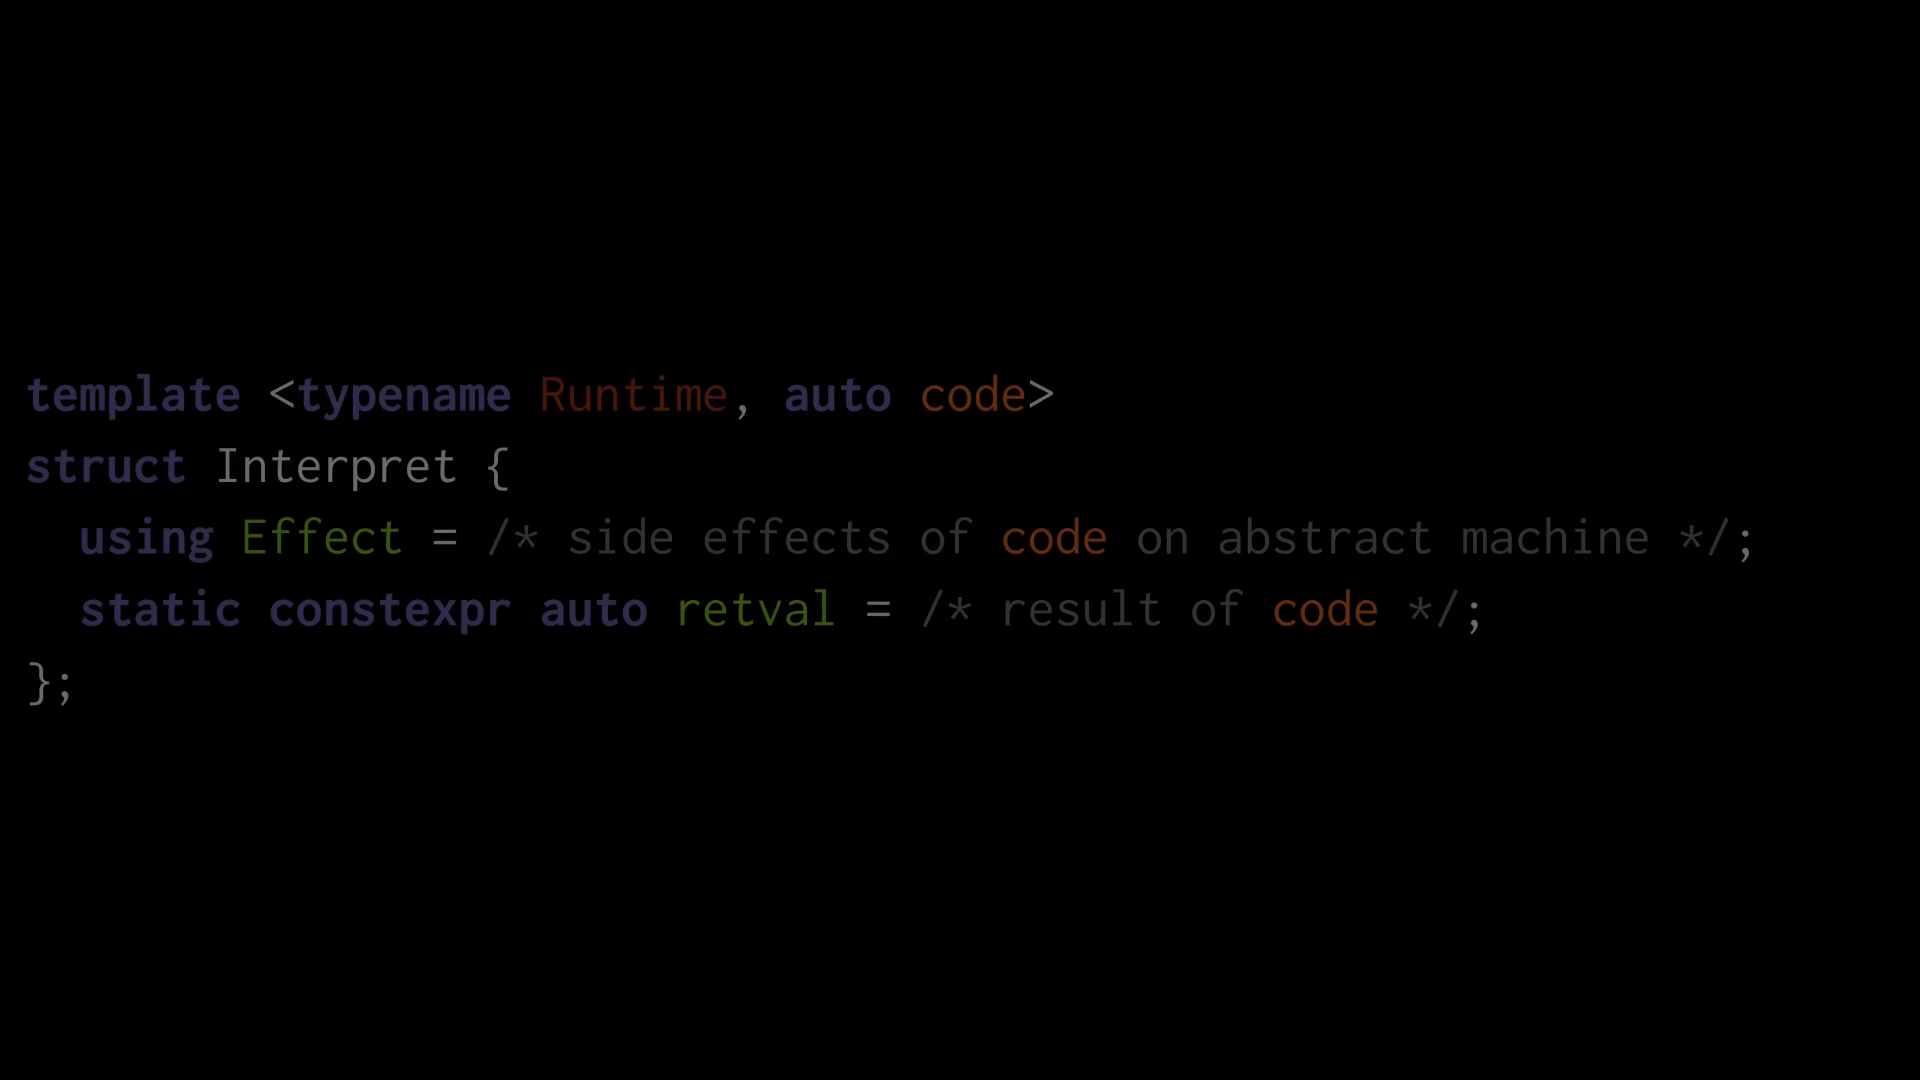 template <typename Runtime, auto code>
struct Interpret {
  using Effect = /* side effects of code on abstract machine */;
  static constexpr auto retval = /* result of code */;
};